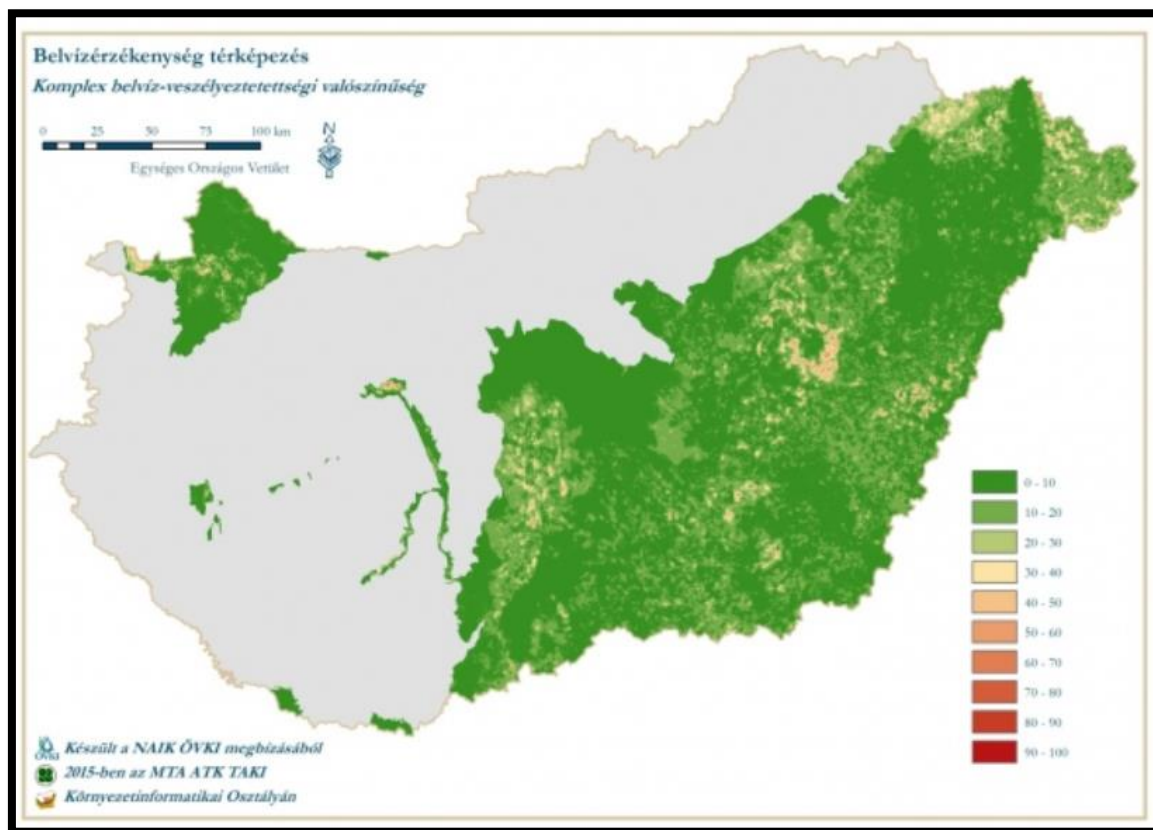 Belvízérzékenység térképezés
Komplex belvíz-veszélyeztetettségi valószínűség
0 25 50 75 100 km
N
Egységes Országos Vetület
0 - 10
10 - 20
20 - 30
30 - 40
40 - 50
50 - 60
60 - 70
70 - 80
80 - 90
90 - 100
ÖVKI Készült a NAIK ÖVKI megbízásából
2015-ben az MTA ATK TAKI
Környezetinformatikai Osztályán